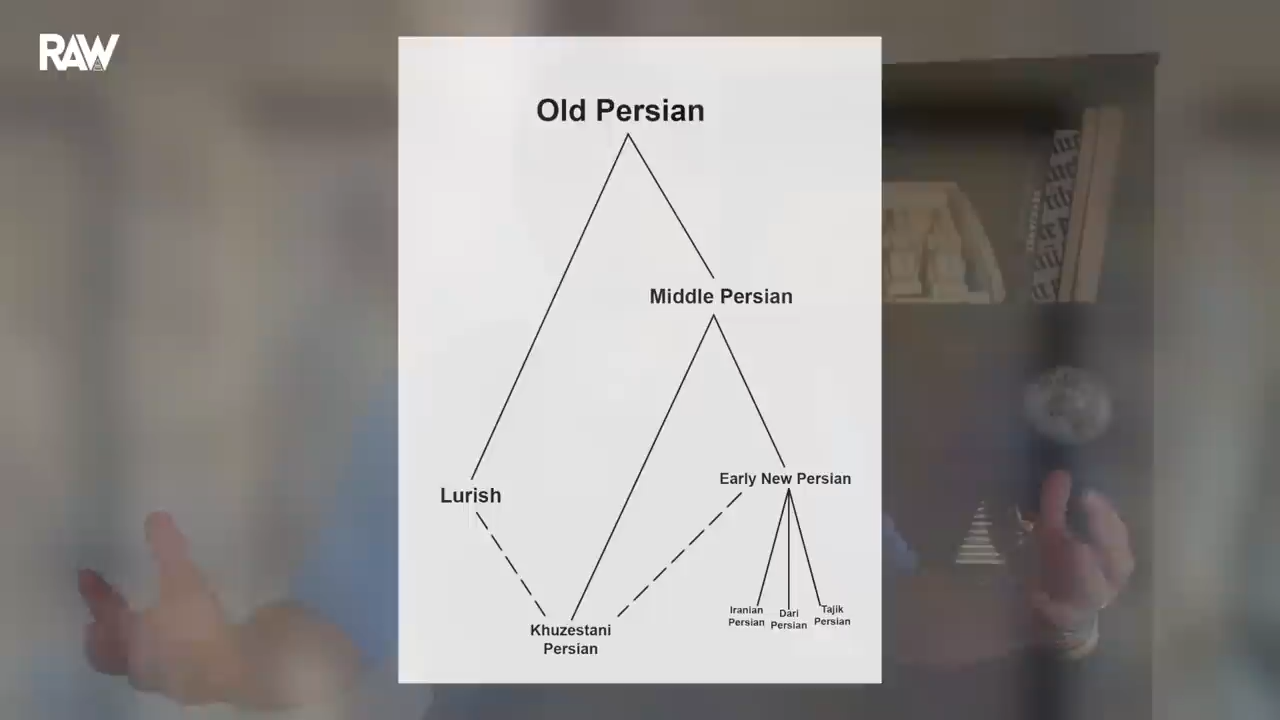 RAW
Old Persian
Middle Persian
Early New Persian
Lurish
Iranian
Persian
Dari
Persian
Tajik
Persian
Khuzestani
Persian